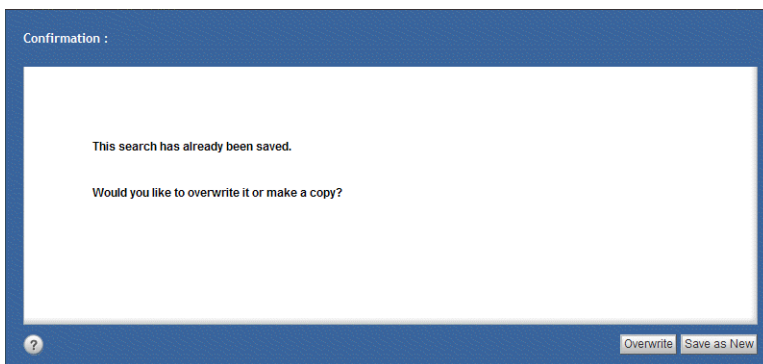 Confirmation :
This search has already been saved.
Would you like to overwrite it or make a copy?
?
Overwrite Save as New